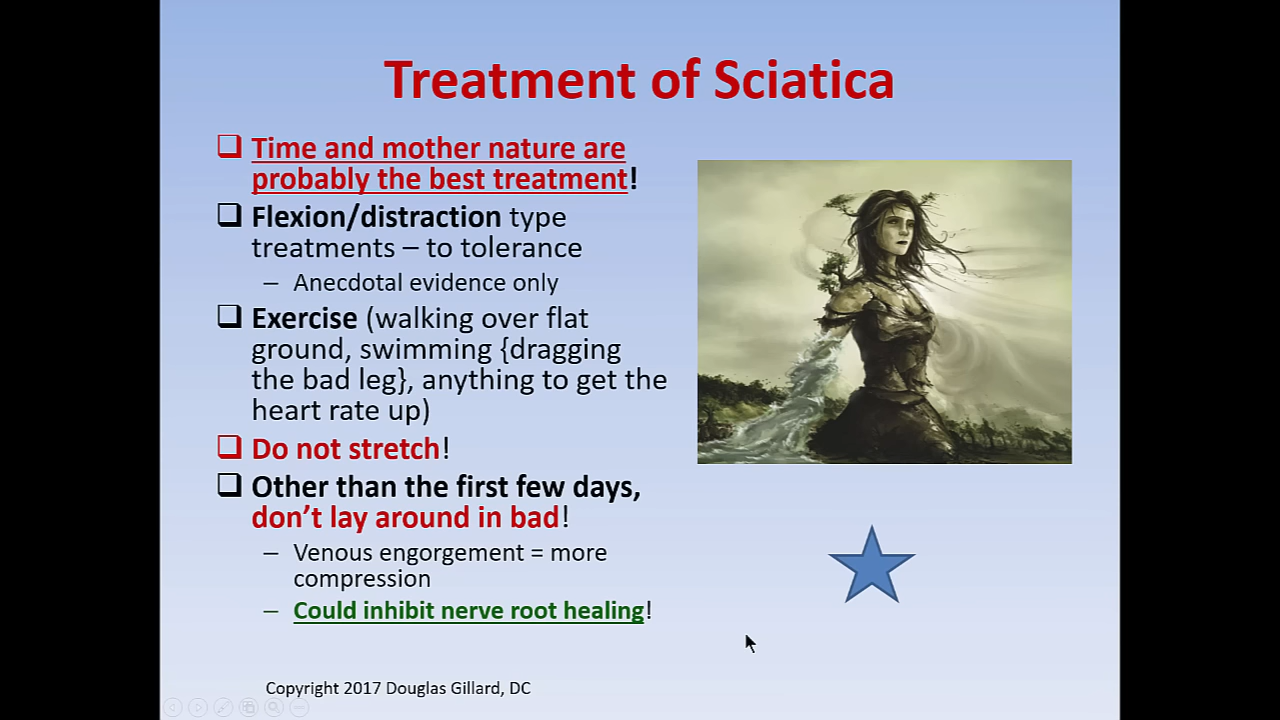 Treatment of Sciatica
❑ Time and mother nature are
probably the best treatment!
❑ Flexion/distraction type
treatments – to tolerance
– Anecdotal evidence only
❑ Exercise (walking over flat
ground, swimming {dragging
the bad leg}, anything to get the
heart rate up)
❑ Do not stretch!
❑ Other than the first few days,
don’t lay around in bad!
– Venous engorgement = more
compression
– Could inhibit nerve root healing!
Copyright 2017 Douglas Gillard, DC